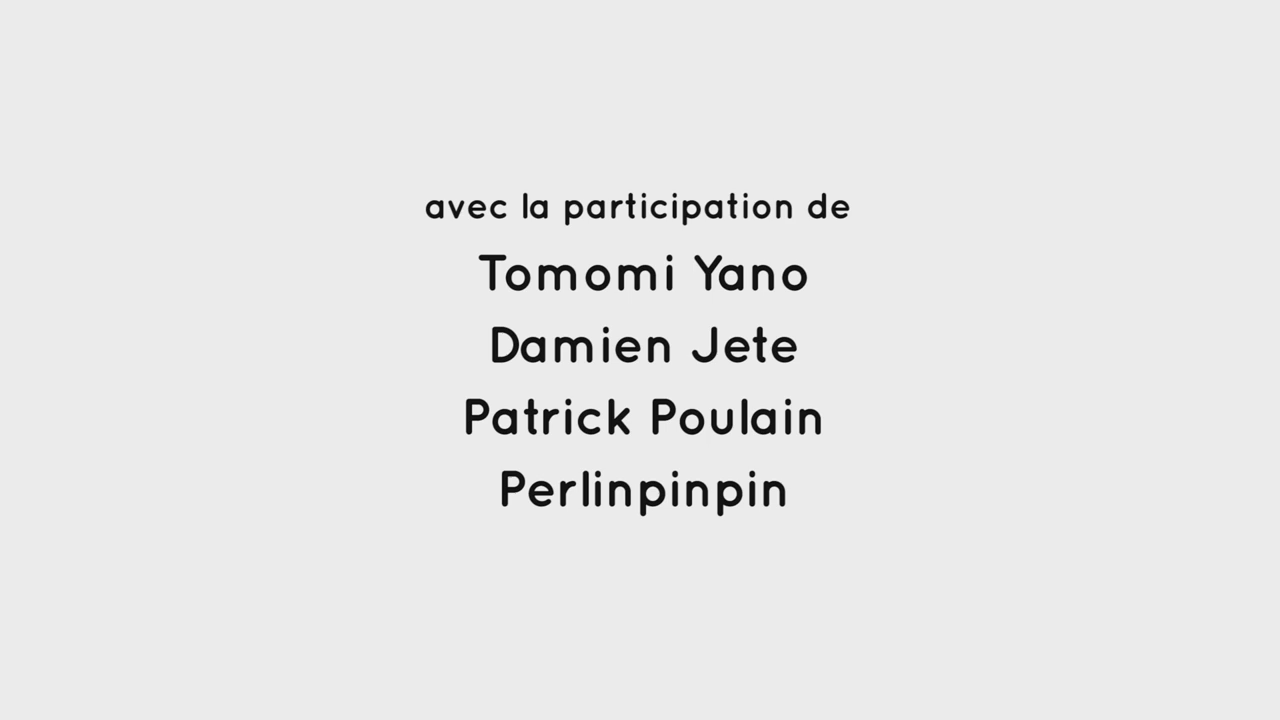 avec la participation de
Tomomi Yano
Damien Jete
Patrick Poulain
Perlinpinpin